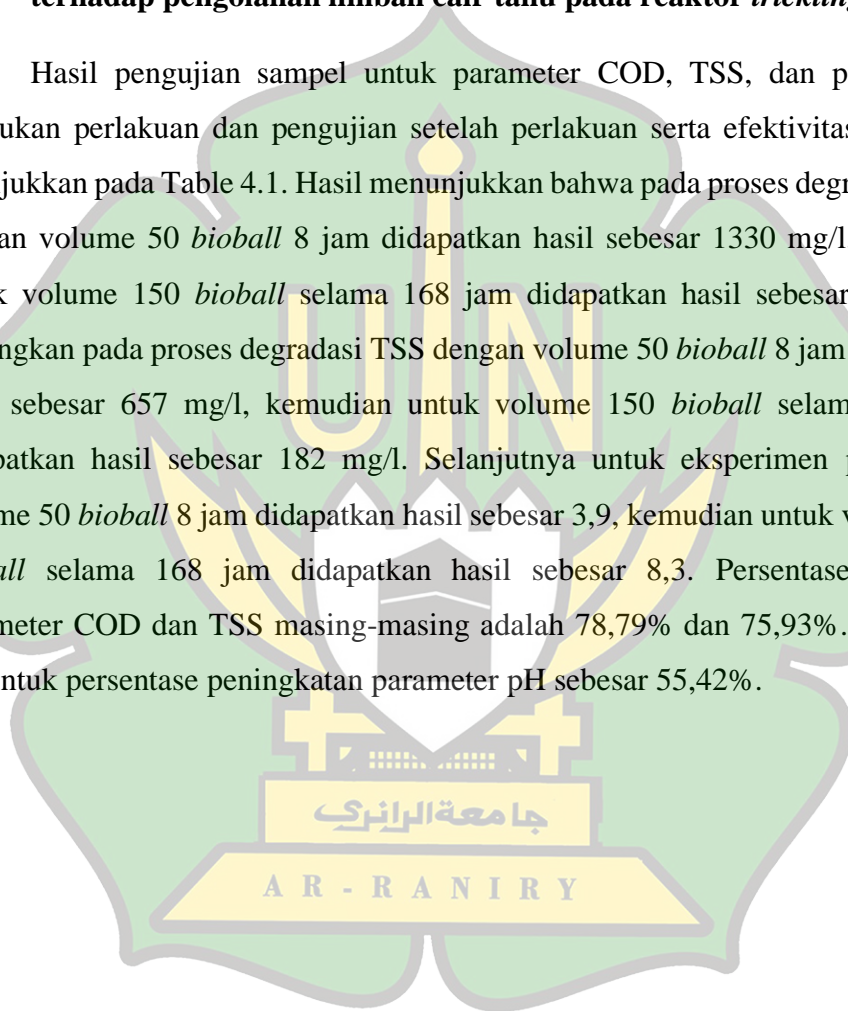 terhadap pengolahan limbah cair tahu pada reaktor
Hasil pengujian sampel untuk parameter COD, TSS, dan p
ukan perlakuan dan pengujian setelah perlakuan serta efektivitas
jukkan pada Table 4.1. Hasil menunjukkan bahwa pada proses degr
an volume 50 bioball 8 jam didapatkan hasil sebesar 1330 mg/l
k volume 150 bioball selama 168 jam didapatkan hasil sebesar
ngkan pada proses degradasi TSS dengan volume 50 bioball 8 jam
sebesar 657 mg/l, kemudian untuk volume 150 bioball selam
patkan hasil sebesar 182 mg/l. Selanjutnya untuk eksperimen p
me 50 bioball 8 jam didapatkan hasil sebesar 3,9, kemudian untuk v
all selama 168 jam didapatkan hasil sebesar 8,3. Persentase
meter COD dan TSS masing-masing adalah 78,79% dan 75,93%.
ntuk persentase peningkatan parameter pH sebesar 55,42%.
UIN
جامعة الرانري
AR-RANIRY